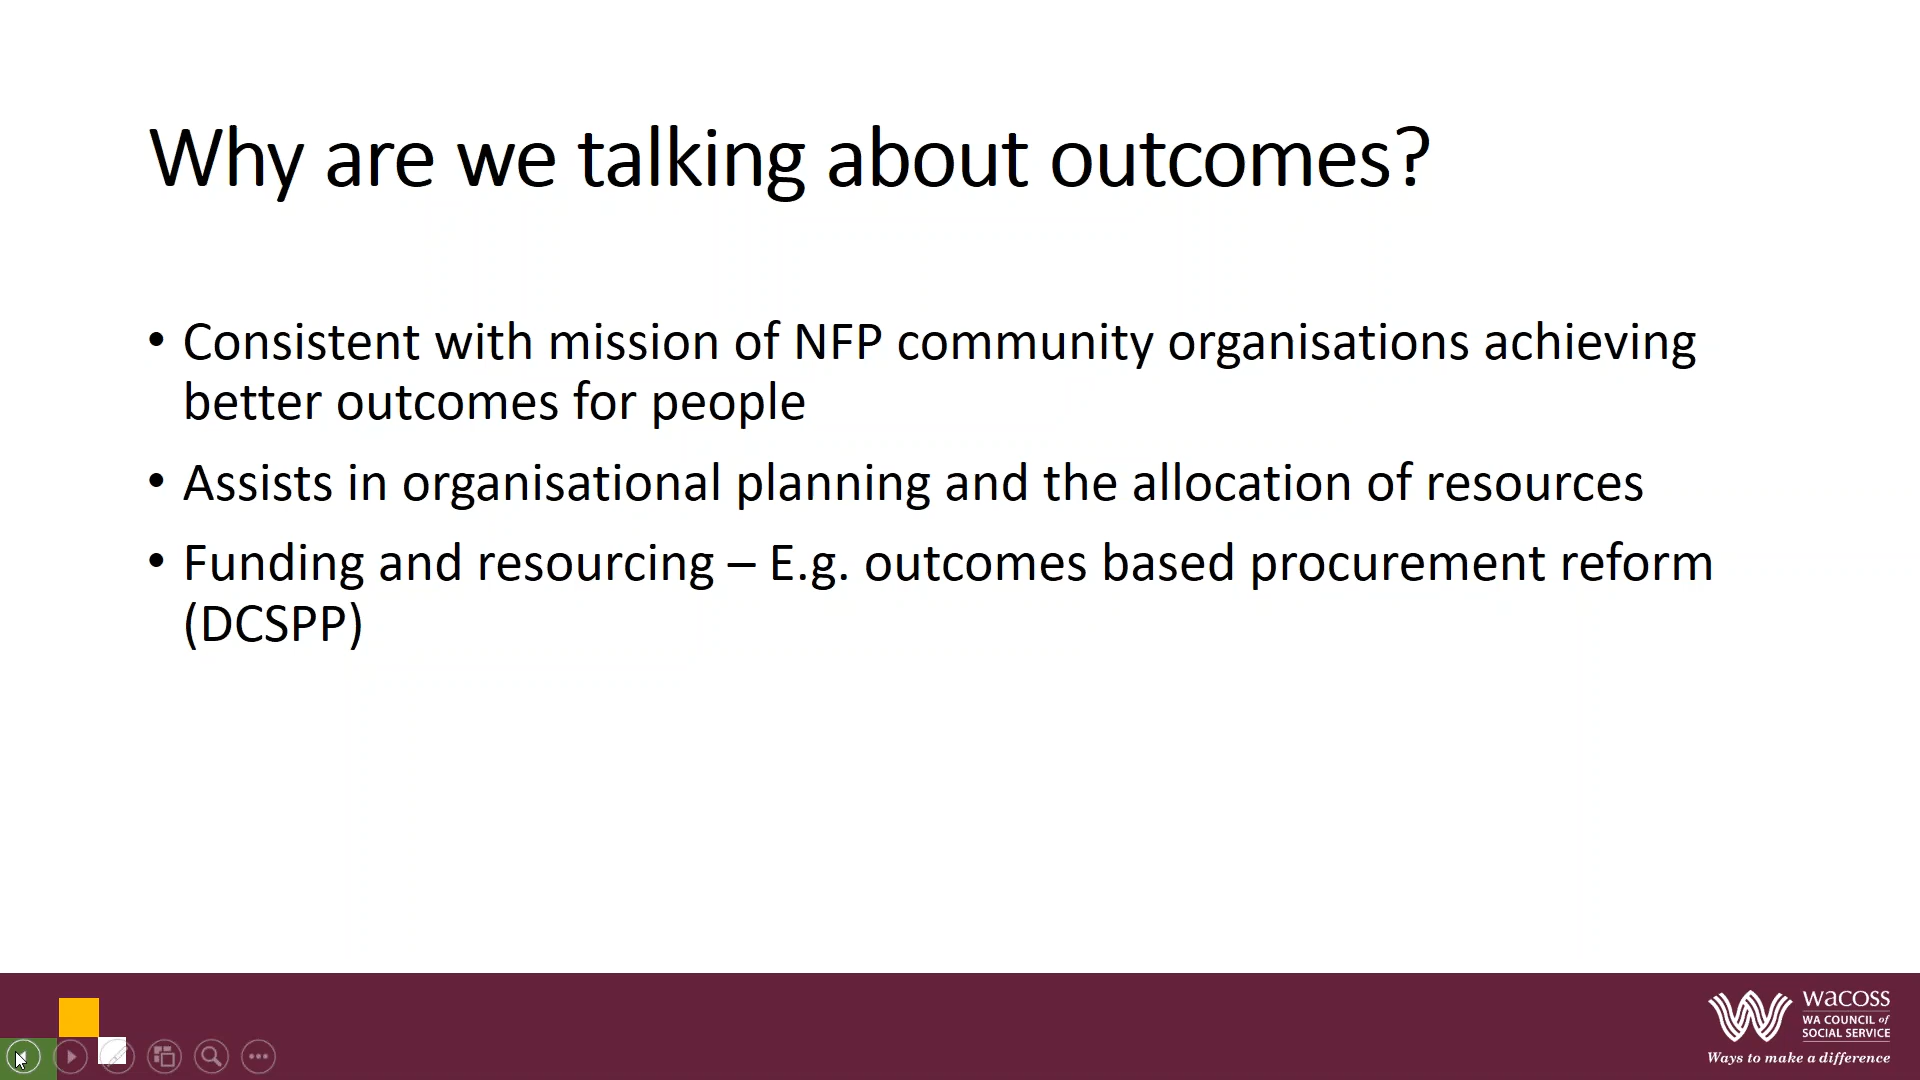 Why are we talking about outcomes?
• Consistent with mission of NFP community organisations achieving
better outcomes for people
• Assists in organisational planning and the allocation of resources
• Funding and resourcing – E.g. outcomes based procurement reform
(DCSPP)
wacoss
WA COUNCIL of
SOCIAL SERVICE
Ways to make a difference